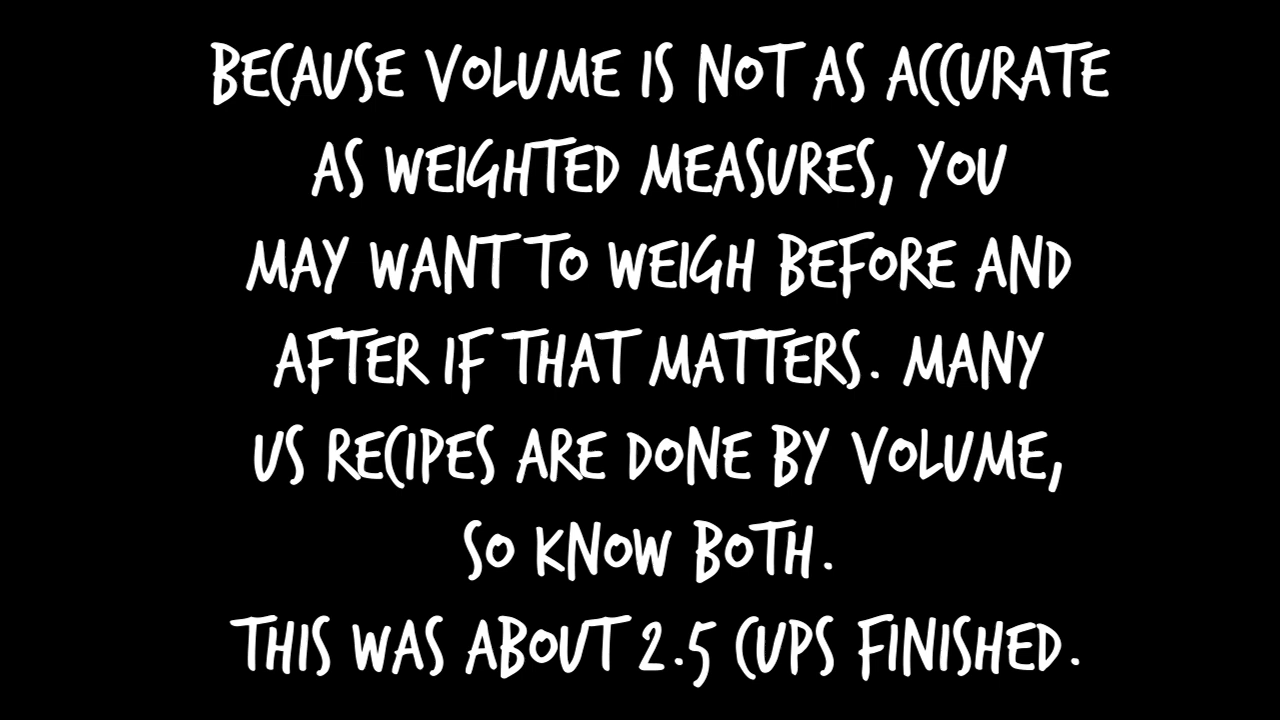 BECAUSE VOLUME IS NOT AS ACCURATE
AS WEIGHTED MEASURES, YOU
MAY WANT TO WEIGH BEFORE AND
AFTER IF THAT MATTERS. MANY
US RECIPES ARE DONE BY VOLUME,
SO KNOW BOTH.
THIS WAS ABOUT 2.5 CUPS FINISHED.